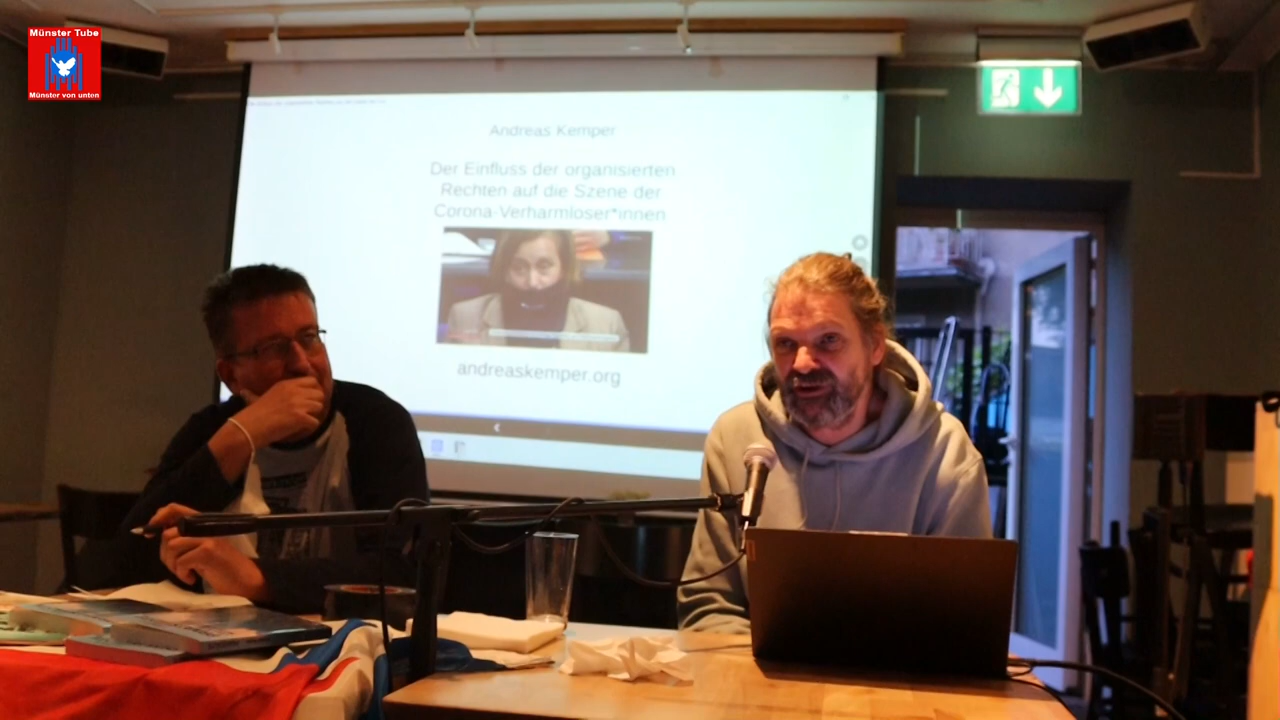 Münster Tube
Münster von unten
Andreas Kemper
Der Einfluss der organisierten
Rechten auf die Szene der
Corona-Verharmloser*innen
andreaskemper.org